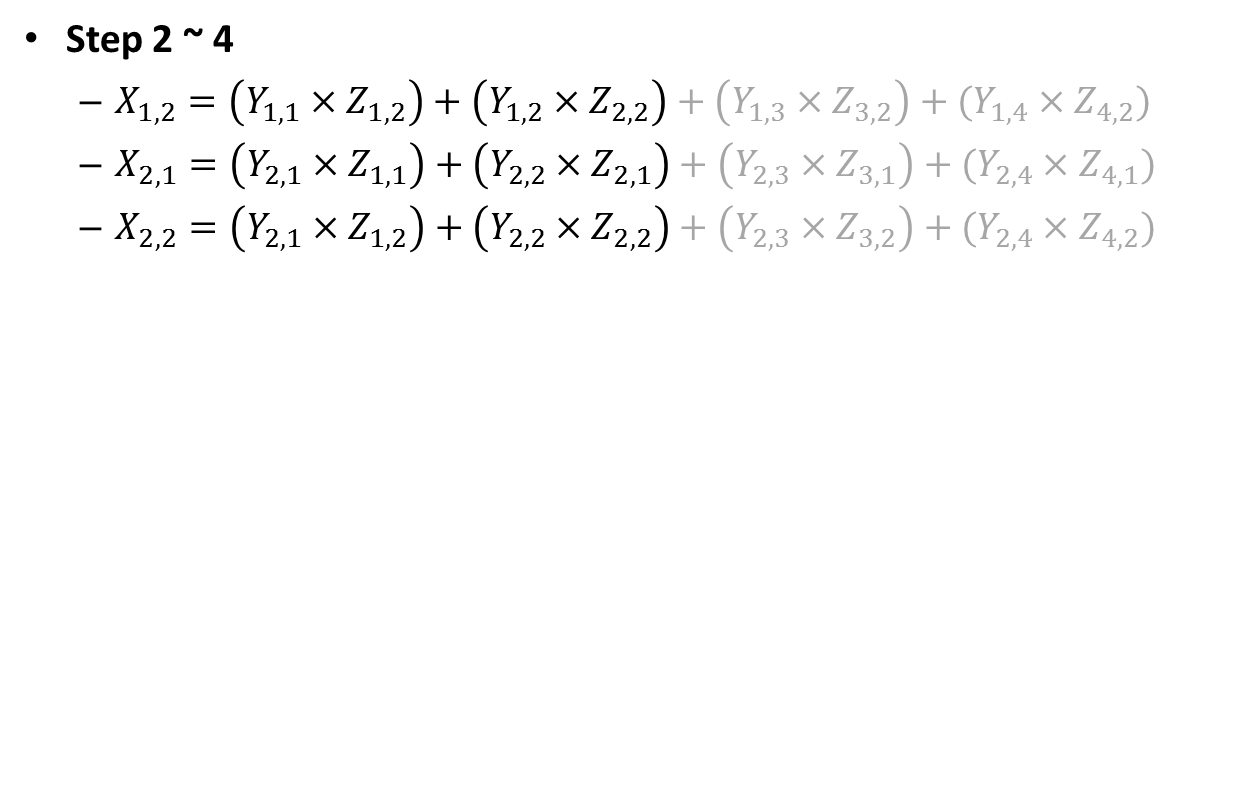 • Step 2 ~ 4
– X₁,₂ = (Y₁,₁ × Z₁,₂) + (Y₁,₂ × Z₂,₂) + (Y₁,₃ × Z₃,₂) + (Y₁,₄ × Z₄,₂)
– X₂,₁ = (Y₂,₁ × Z₁,₁) + (Y₂,₂ × Z₂,₁) + (Y₂,₃ × Z₃,₁) + (Y₂,₄ × Z₄,₁)
– X₂,₂ = (Y₂,₁ × Z₁,₂) + (Y₂,₂ × Z₂,₂) + (Y₂,₃ × Z₃,₂) + (Y₂,₄ × Z₄,₂)